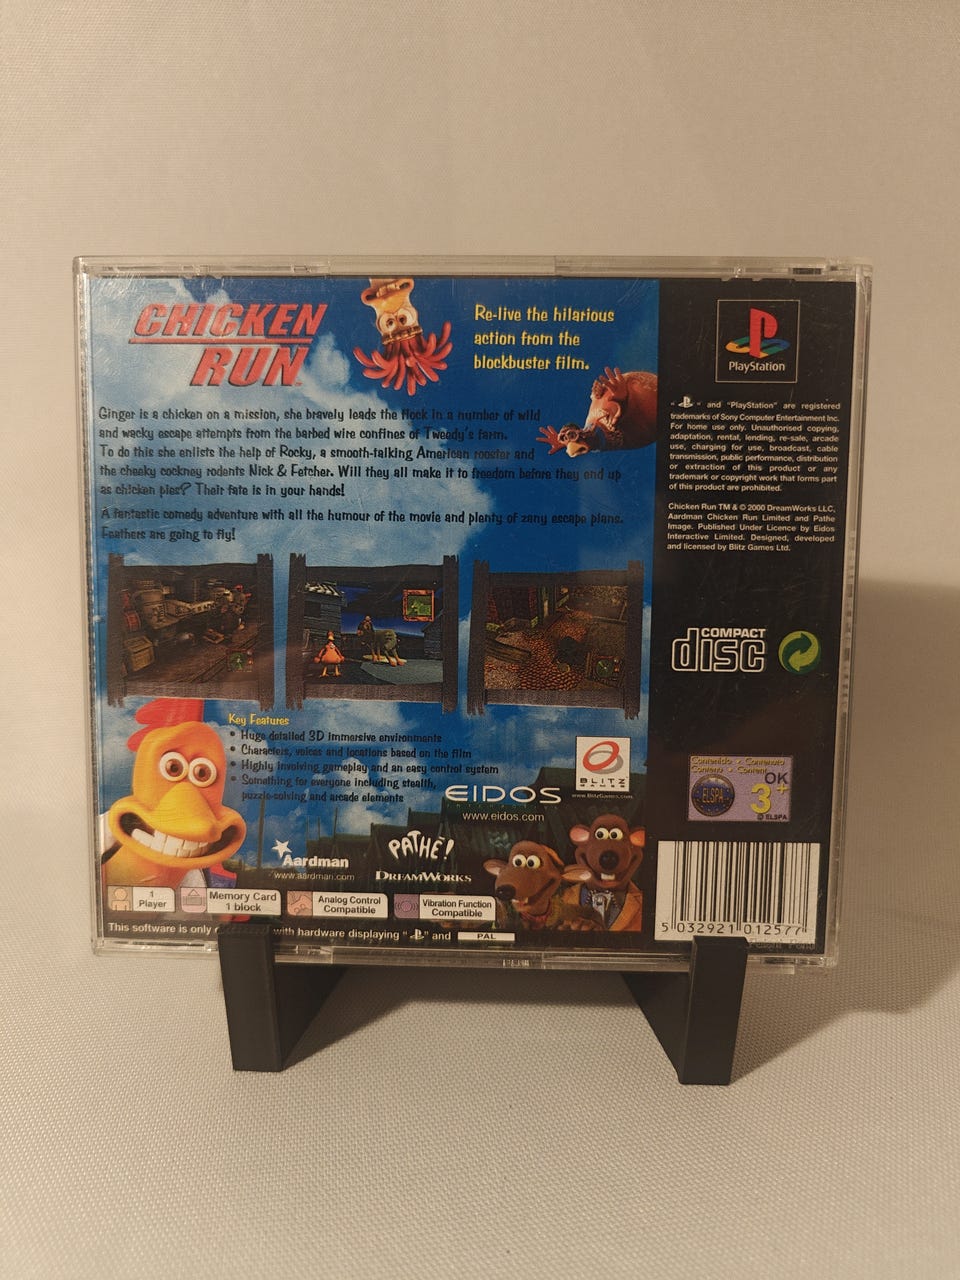 CHICKEN
RUN
Re-live the hilarious
action from the
blockbuster film.
Ginger is a chicken on a mission, she bravely leads the flock in a number of wild
and wacky escape attempts from the barbed wire confines of Tweedy's farm.
To do this she enlists the help of Rocky, a smooth-talking American rooster and
the cheeky cockney rodents Nick & Fetcher. Will they all make it to freedom before they end up
as chicken pies? Their fate is in your hands!
A fantastic comedy adventure with all the humour of the movie and plenty of zany escape plans.
Feathers are going to fly!
Key Features
• Huge detailed 3D immersive environments
• Characters, voices and locations based on the film
• Highly involving gameplay and an easy control system
• Something for everyone including stealth,
puzzle-solving and arcade elements
EIDOS
www.eidos.com
BLITZ
GAMES
www.BlitzGames.com
Aardman
www.aardman.com
PATHÉ!
DREAMWORKS
1
Player
Memory Card
1 block
Analog Control
Compatible
Vibration Function
Compatible
This software is only with hardware displaying " " and PAL
PlayStation
" " and "PlayStation" are registered
trademarks of Sony Computer Entertainment Inc.
For home use only. Unauthorised copying,
adaptation, rental, lending, re-sale, arcade
use, charging for use, broadcast, cable
transmission, public performance, distribution
or extraction of this product or any
trademark or copyright work that forms part
of this product are prohibited.
Chicken Run TM & © 2000 DreamWorks LLC,
Aardman Chicken Run Limited and Pathe
Image. Published Under Licence by Eidos
Interactive Limited. Designed, developed
and licensed by Blitz Games Ltd.
COMPACT
disc
Contenido • Contenuto
Conteno • Content
OK
ELSPA
3+
© ELSPA
5 032921 012577